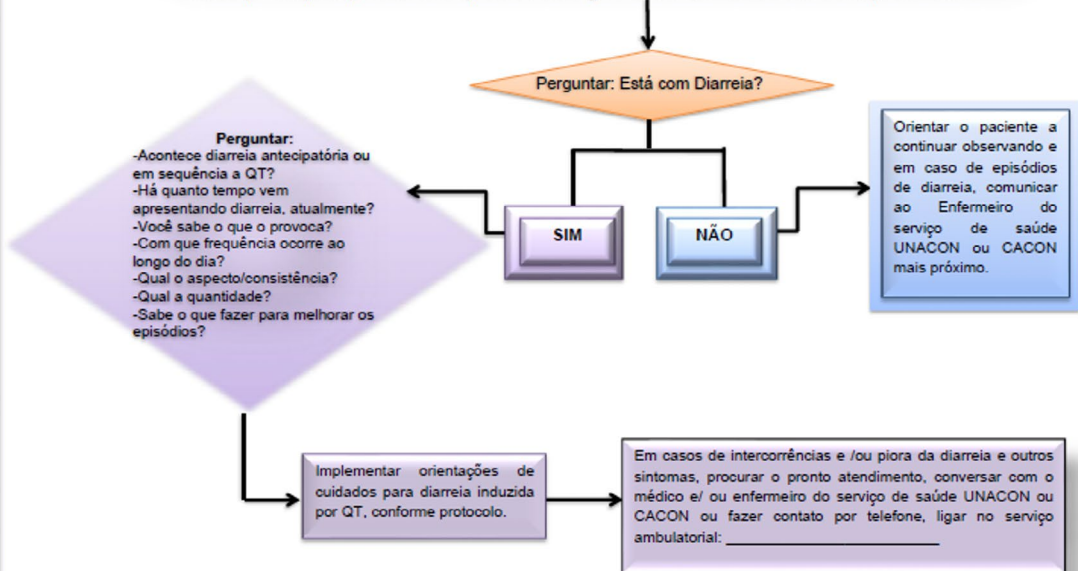 Perguntar: Está com Diarreia?
Perguntar:
-Acontece diarreia antecipatória ou
em sequência a QT?
-Há quanto tempo vem
apresentando diarreia, atualmente?
-Você sabe o que o provoca?
-Com que frequência ocorre ao
longo do dia?
-Qual o aspecto/consistência?
-Qual a quantidade?
-Sabe o que fazer para melhorar os
episódios?
SIM
NÃO
Orientar o paciente a
continuar observando e
em caso de episódios
de diarreia, comunicar
ao Enfermeiro do
serviço de saúde
UNACON ou CACON
mais próximo.
Implementar orientações de
cuidados para diarreia induzida
por QT, conforme protocolo.
Em casos de intercorrências e /ou piora da diarreia e outros
sintomas, procurar o pronto atendimento, conversar com o
médico e/ ou enfermeiro do serviço de saúde UNACON ou
CACON ou fazer contato por telefone, ligar no serviço
ambulatorial: __________________________